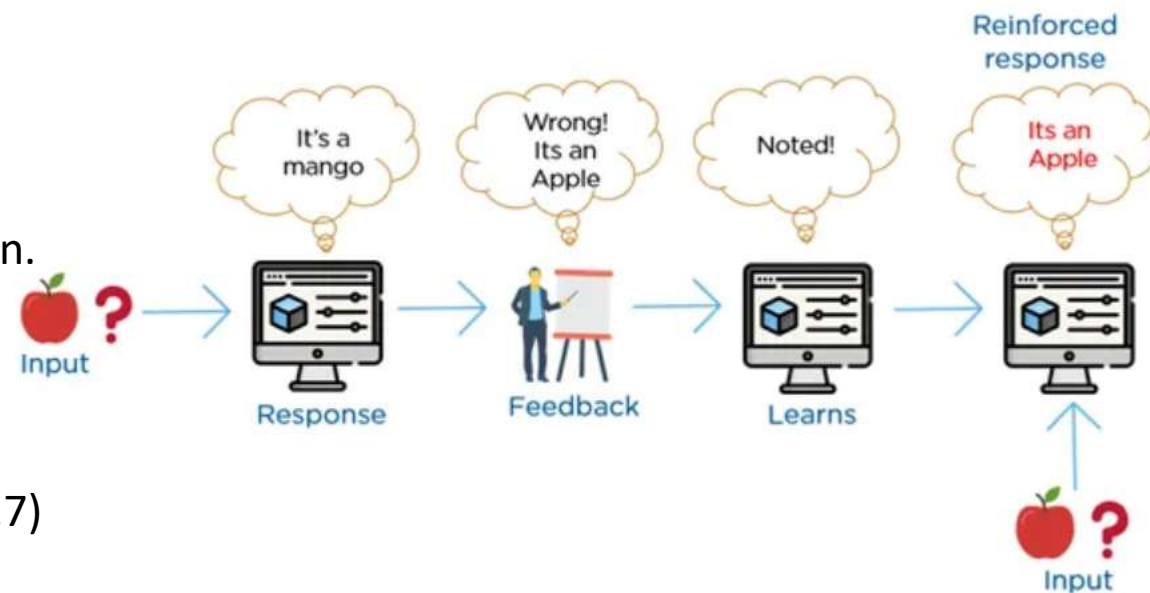 Reinforced
response
It's a
mango
Wrong!
Its an
Apple
Noted!
Its an
Apple
n.
?
Input
Response
Feedback
Learns
7)
?
Input